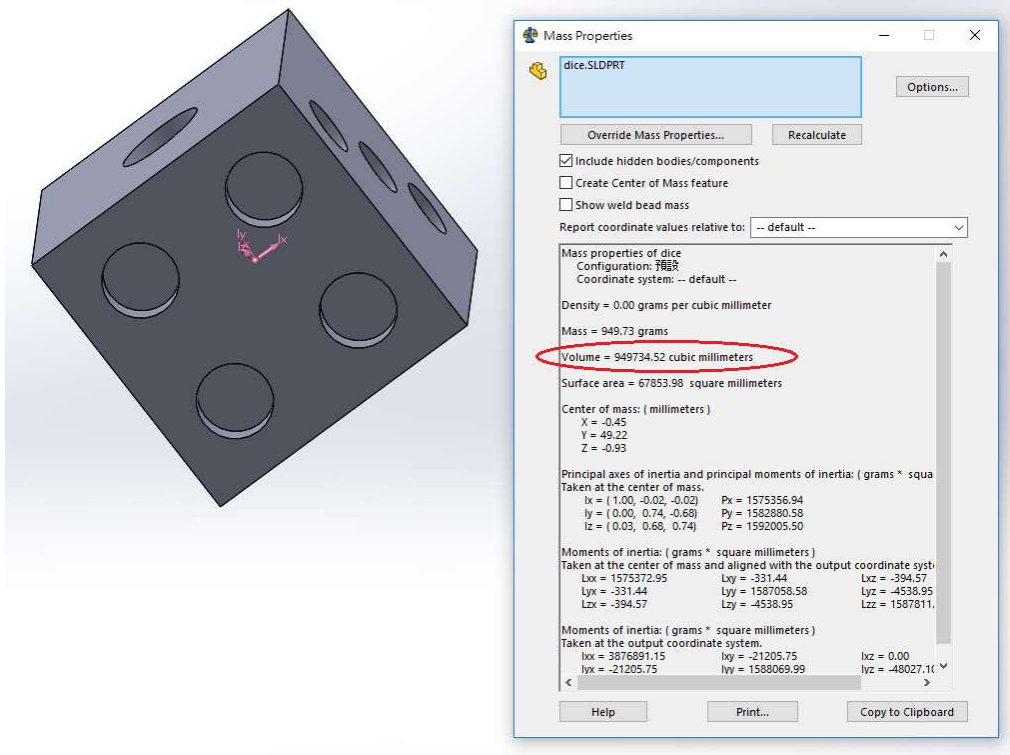 Mass Properties
dice.SLDPRT
Options...
Override Mass Properties...
Recalculate
Include hidden bodies/components
Create Center of Mass feature
Show weld bead mass
Report coordinate values relative to: -- default --
Mass properties of dice
Configuration: 預設
Coordinate system: -- default --
Density = 0.00 grams per cubic millimeter
Mass = 949.73 grams
Volume = 949734.52 cubic millimeters
Surface area = 67853.98 square millimeters
Center of mass: ( millimeters )
X = -0.45
Y = 49.22
Z = -0.93
Principal axes of inertia and principal moments of inertia: ( grams * squa
Taken at the center of mass.
Ix = ( 1.00, -0.02, -0.02) Px = 1575356.94
Iy = ( 0.00, 0.74, -0.68) Py = 1582880.58
Iz = ( 0.03, 0.68, 0.74) Pz = 1592005.50
Moments of inertia: ( grams * square millimeters )
Taken at the center of mass and aligned with the output coordinate syst
Lxx = 1575372.95 Lxy = -331.44 Lxz = -394.57
Lyx = -331.44 Lyy = 1587058.58 Lyz = -4538.95
Lzx = -394.57 Lzy = -4538.95 Lzz = 1587811.
Moments of inertia: ( grams * square millimeters )
Taken at the output coordinate system.
Ixx = 3876891.15 Ixy = -21205.75 Ixz = 0.00
Iyx = -21205.75 Iyy = 1588069.99 Iyz = -48027.10
Help
Print...
Copy to Clipboard
Iy
Iz
Ix